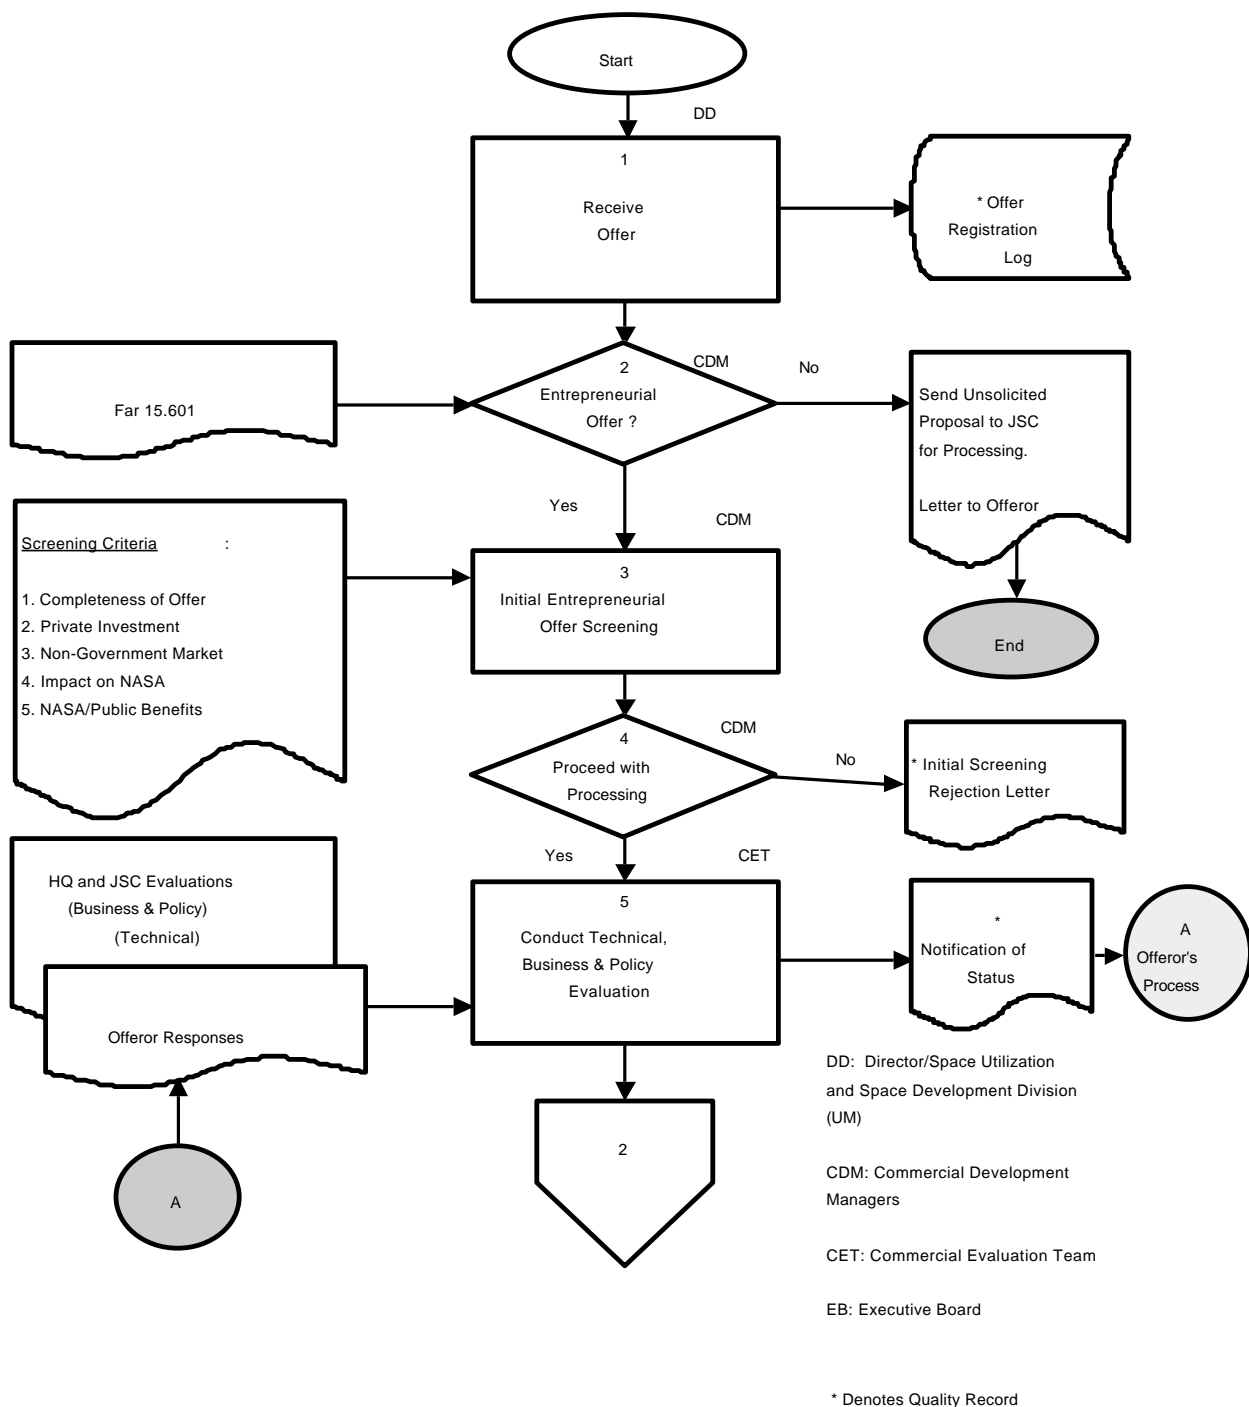 Start
DD
1
Receive
Offer
* Offer
Registration
Log
Far 15.601
2
CDM
Entrepreneurial
Offer ?
No
Send Unsolicited
Proposal to JSC
for Processing.
Letter to Offeror
End
Yes
CDM
Screening Criteria :
1. Completeness of Offer
2. Private Investment
3. Non-Government Market
4. Impact on NASA
5. NASA/Public Benefits
3
Initial Entrepreneurial
Offer Screening
CDM
4
Proceed with
Processing
No
* Initial Screening
Rejection Letter
Yes
CET
HQ and JSC Evaluations
(Business & Policy)
(Technical)
Offeror Responses
A
5
Conduct Technical,
Business & Policy
Evaluation
*
Notification of
Status
A
Offeror's
Process
2
DD: Director/Space Utilization
and Space Development Division
(UM)
CDM: Commercial Development
Managers
CET: Commercial Evaluation Team
EB: Executive Board
* Denotes Quality Record